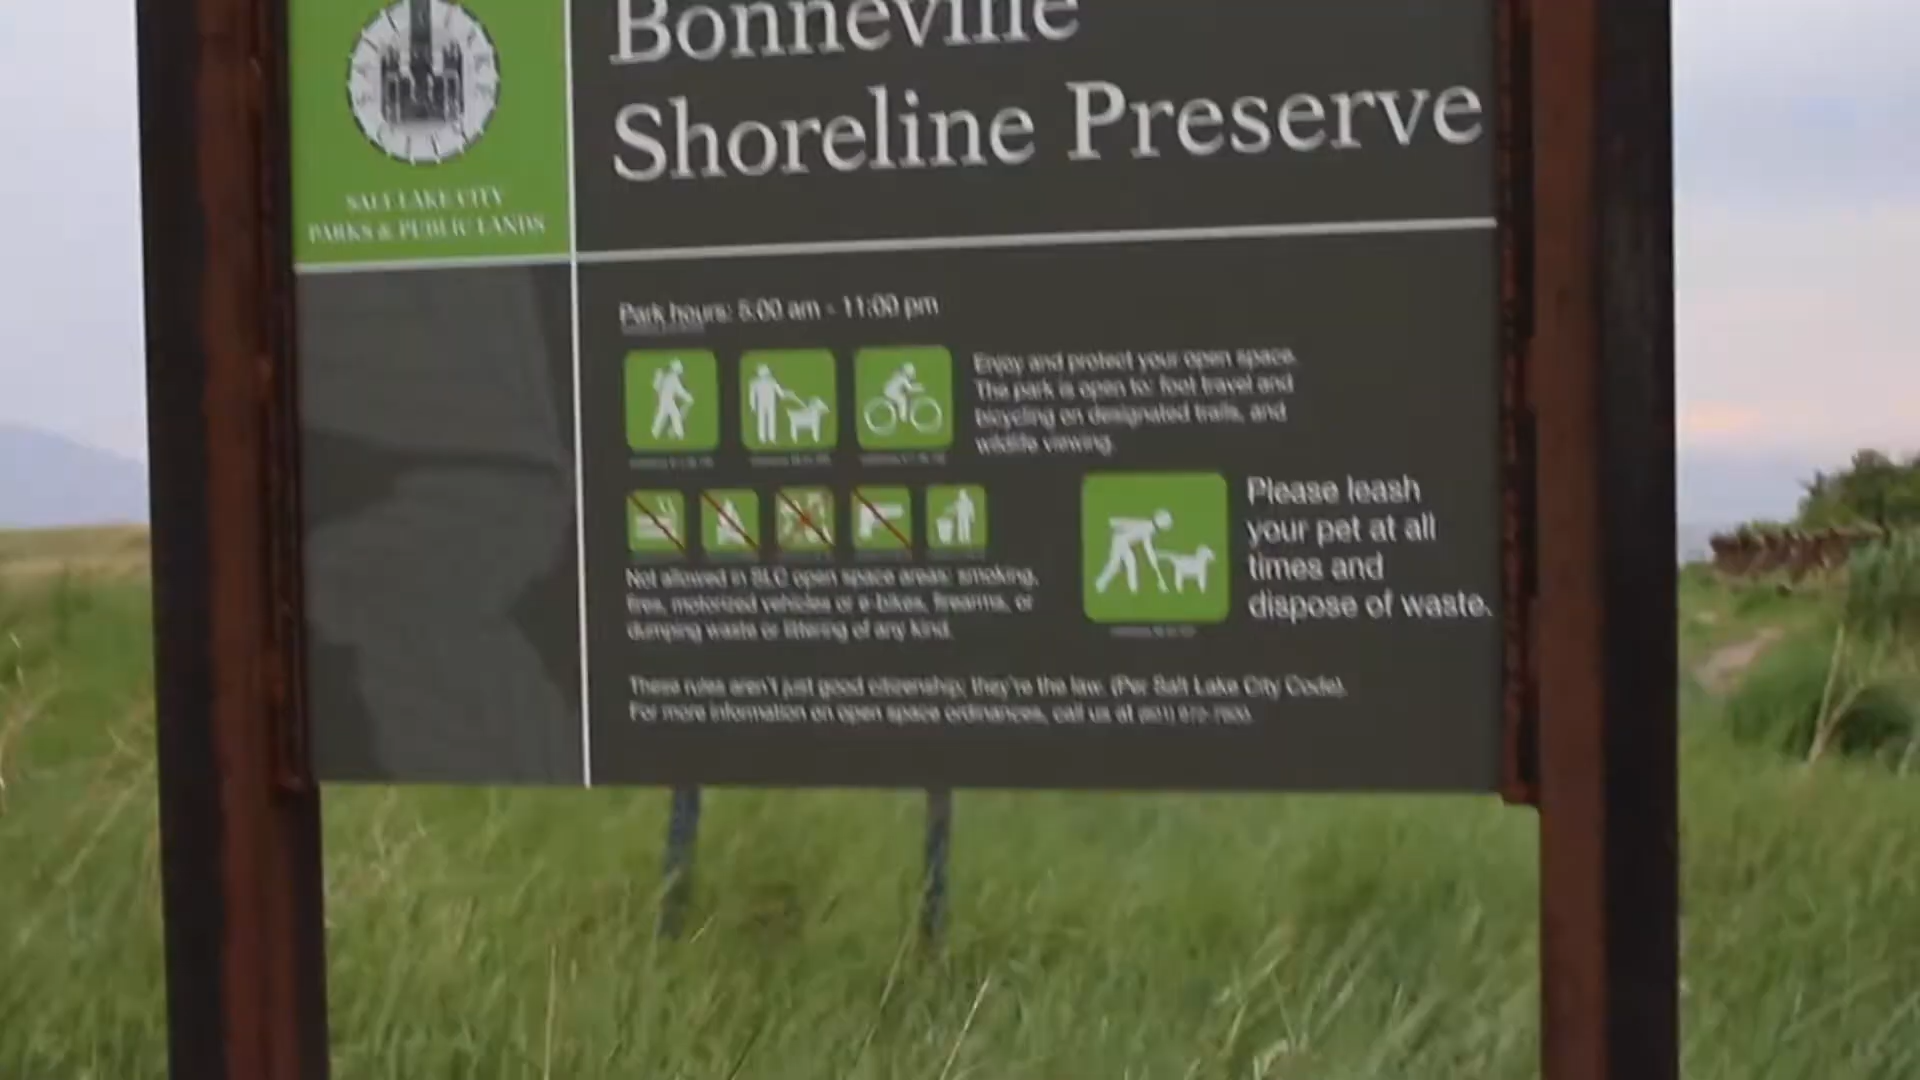 Bonneville
Shoreline Preserve
SALT LAKE CITY
PARKS & PUBLIC LANDS
Park hours: 5:00 am - 11:00 pm
Enjoy and protect your open space.
The park is open to: foot travel and
bicycling on designated trails, and
wildlife viewing.
Not allowed in SLC open space areas: smoking,
fires, motorized vehicles or e-bikes, firearms, or
dumping waste or littering of any kind.
Please leash
your pet at all
times and
dispose of waste.
These rules aren't just good citizenship; they're the law. (Per Salt Lake City Code).
For more information on open space ordinances, call us at